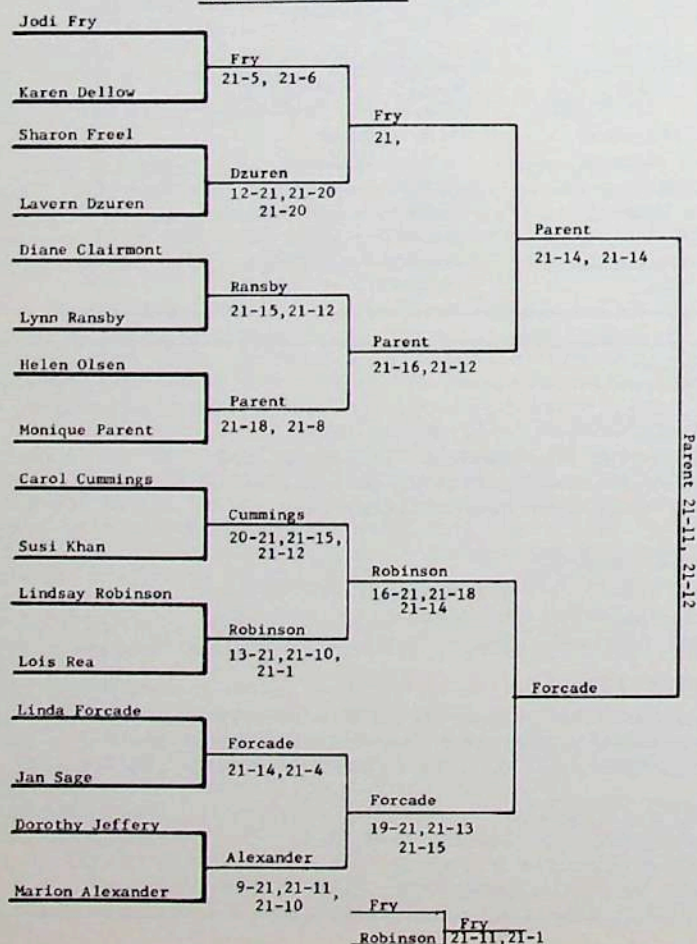 Jodi Fry
Fry
21-5, 21-6
Karen Dellow
Fry
21,
Sharon Freel
Dzuren
12-21,21-20
21-20
Lavern Dzuren
Parent
21-14, 21-14
Diane Clairmont
Ransby
21-15,21-12
Lynn Ransby
Parent
21-16,21-12
Helen Olsen
Parent
21-18, 21-8
Monique Parent
Parent 21-11, 21-12
Carol Cummings
Cummings
20-21,21-15,
21-12
Susi Khan
Robinson
16-21,21-18
21-14
Lindsay Robinson
Robinson
13-21,21-10,
21-1
Lois Rea
Forcade
Linda Forcade
Forcade
21-14,21-4
Jan Sage
Forcade
19-21,21-13
21-15
Dorothy Jeffery
Alexander
9-21,21-11,
21-10
Marion Alexander
Fry
Fry
21-11,21-1
Robinson